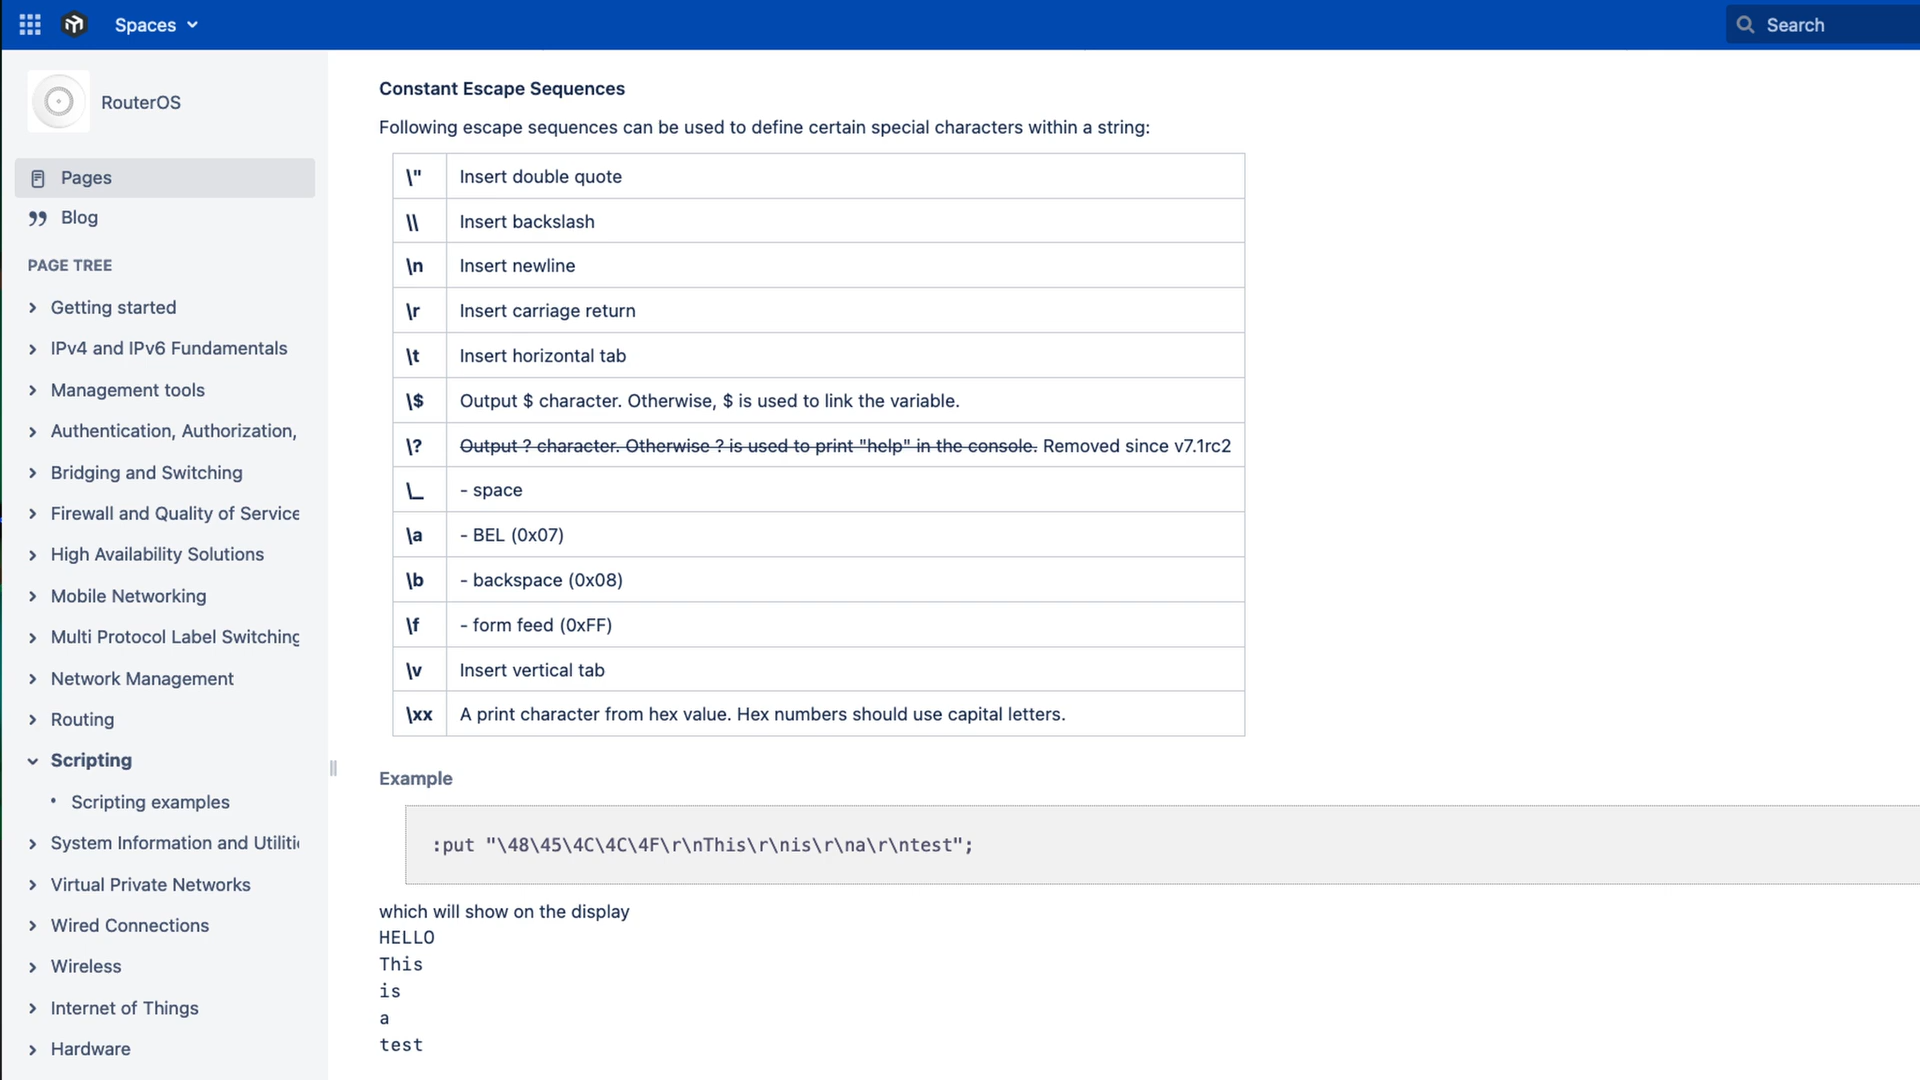 Spaces
Search
RouterOS
Pages
Blog
PAGE TREE
Getting started
IPv4 and IPv6 Fundamentals
Management tools
Authentication, Authorization,
Bridging and Switching
Firewall and Quality of Service
High Availability Solutions
Mobile Networking
Multi Protocol Label Switching
Network Management
Routing
Scripting
• Scripting examples
System Information and Utiliti
Virtual Private Networks
Wired Connections
Wireless
Internet of Things
Hardware
Constant Escape Sequences
Following escape sequences can be used to define certain special characters within a string:
\" Insert double quote
\\ Insert backslash
\n Insert newline
\r Insert carriage return
\t Insert horizontal tab
\$ Output $ character. Otherwise, $ is used to link the variable.
\? Output ? character. Otherwise ? is used to print "help" in the console. Removed since v7.1rc2
\_ - space
\a - BEL (0x07)
\b - backspace (0x08)
\f - form feed (0xFF)
\v Insert vertical tab
\xx A print character from hex value. Hex numbers should use capital letters.
Example
:put "\48\45\4C\4C\4F\r\nThis\r\nis\r\na\r\ntest";
which will show on the display
HELLO
This
is
a
test